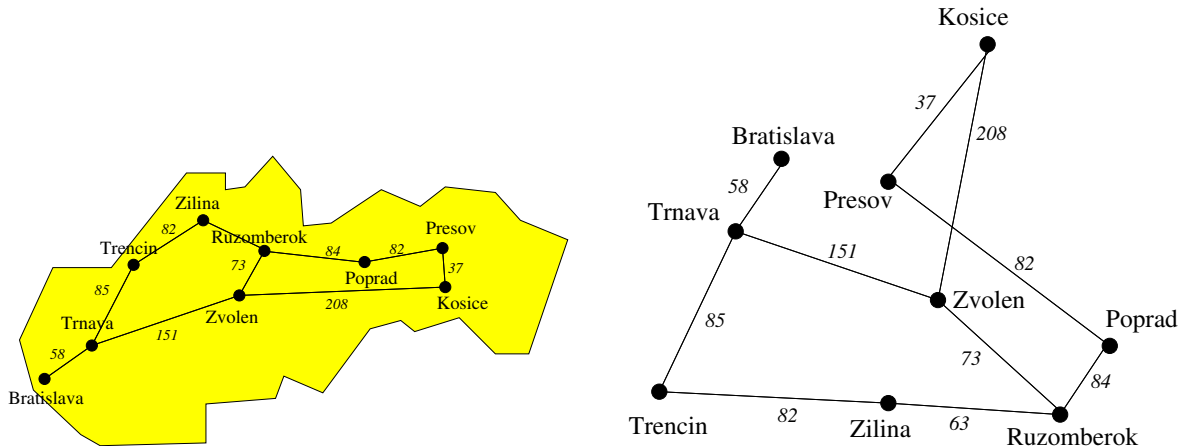 Zilina
82
Trencin
Ruzomberok
Presov
84
82
73
Poprad
37
85
Zvolen
208
Kosice
Trnava
151
58
Bratislava
Kosice
37
208
Bratislava
58
Presov
Trnava
151
82
Zvolen
Poprad
85
73
84
Trencin
82
Zilina
63
Ruzomberok